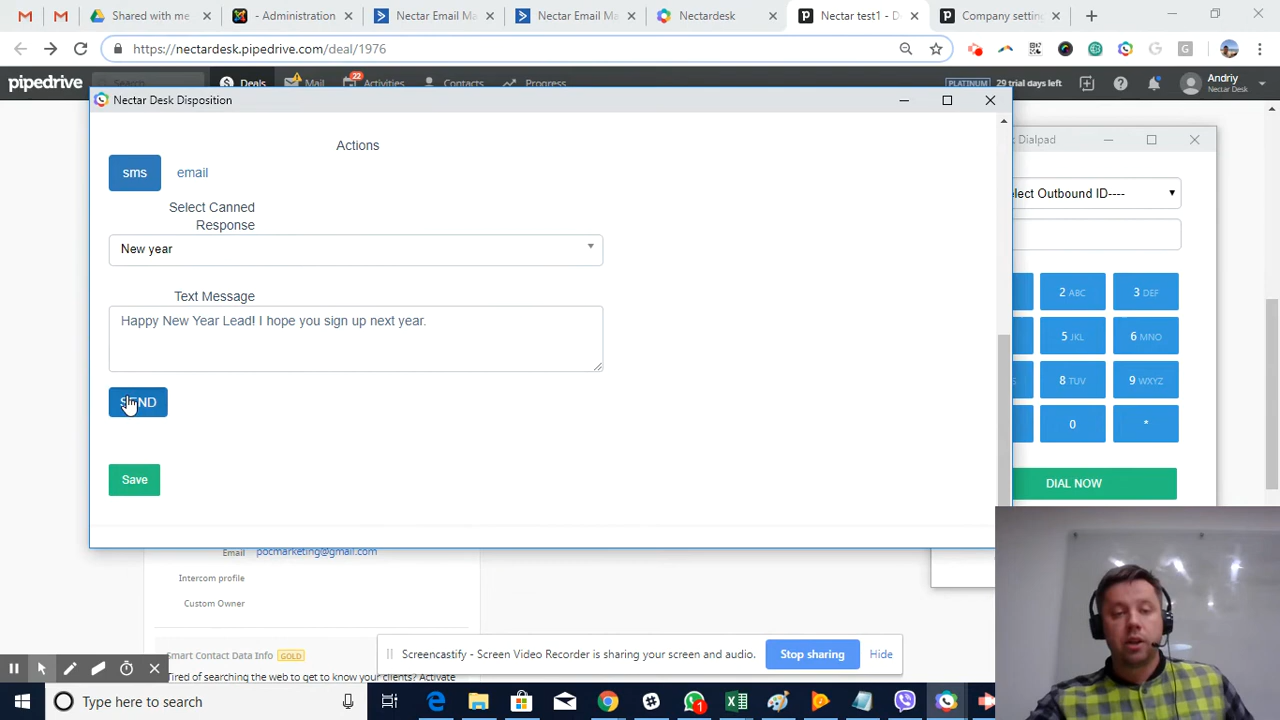 Shared with me
- Administration
Nectar Email Ma
Nectar Email Ma
Nectardesk
Nectar test1 - D
Company setting
https://nectardesk.pipedrive.com/deal/1976
pipedrive
Search
Deals
Mail
22
Activities
Contacts
Progress
PLATINUM
29 trial days left
Andriy
Nectar Desk
Nectar Desk Disposition
Dialpad
Actions
sms
email
elect Outbound ID----
Select Canned
Response
New year
Text Message
Happy New Year Lead! I hope you sign up next year.
2 ABC
3 DEF
5 JKL
6 MNO
8 TUV
9 WXYZ
0
*
SEND
Save
DIAL NOW
Email
pocmarketing@gmail.com
Intercom profile
Custom Owner
Smart Contact Data Info
GOLD
Tired of searching the web to get to know your clients? Activate
Screencastify - Screen Video Recorder is sharing your screen and audio.
Stop sharing
Hide
Type here to search
1